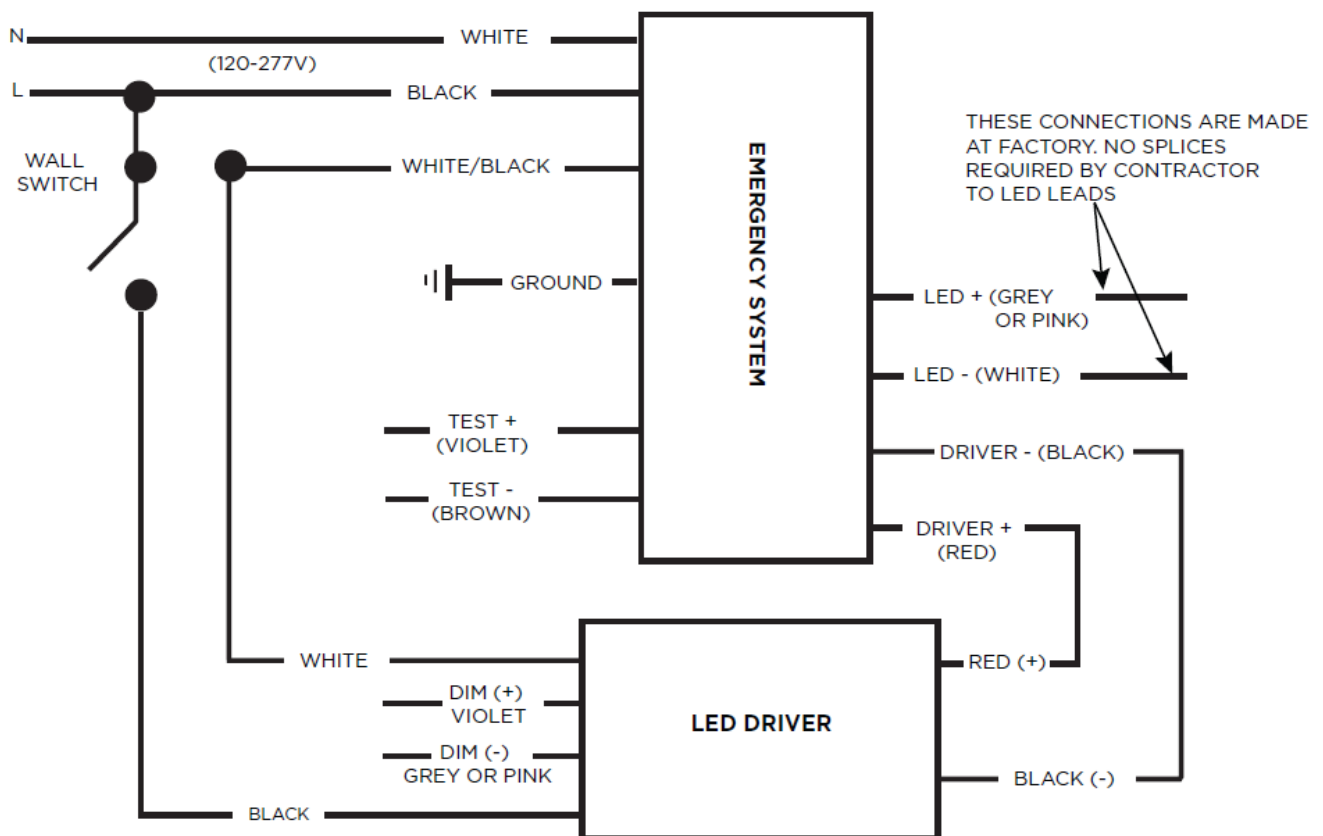 N
WHITE
(120-277V)
L
BLACK
WALL
SWITCH
WHITE/BLACK
GROUND
TEST +
(VIOLET)
TEST -
(BROWN)
EMERGENCY SYSTEM
THESE CONNECTIONS ARE MADE
AT FACTORY. NO SPLICES
REQUIRED BY CONTRACTOR
TO LED LEADS
LED + (GREY
OR PINK)
LED - (WHITE)
DRIVER - (BLACK)
DRIVER +
(RED)
WHITE
DIM (+)
VIOLET
DIM (-)
GREY OR PINK
BLACK
LED DRIVER
RED (+)
BLACK (-)